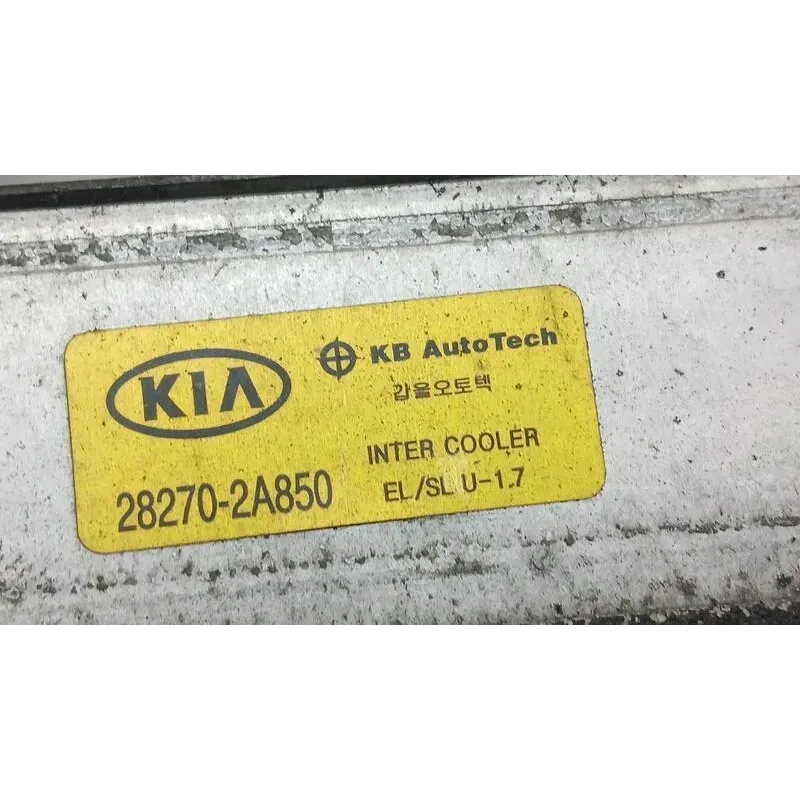 KIA
KB AutoTech
갑을오토텍
INTER COOLER
28270-2A850
EL/SL U-1.7